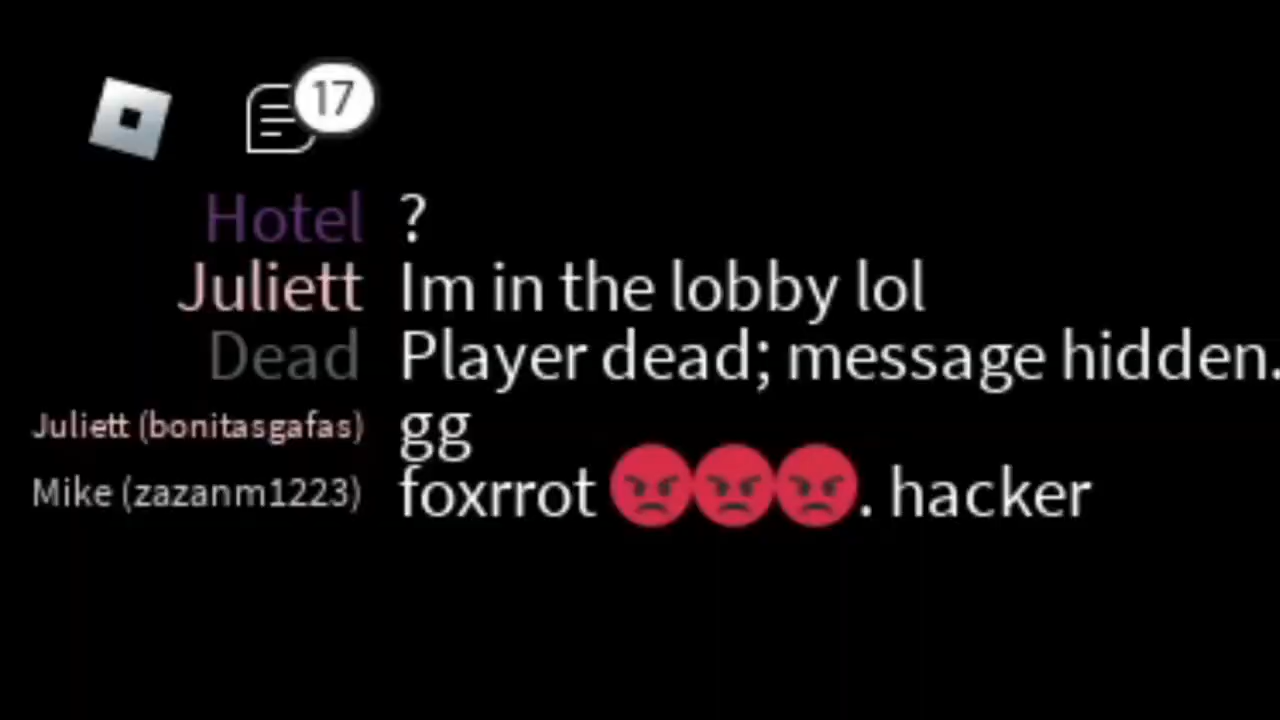 17
Hotel ?
Juliett Im in the lobby lol
Dead Player dead; message hidden.
Juliett (bonitasgafas) gg
Mike (zazanm1223) foxrrot 😡😡😡. hacker